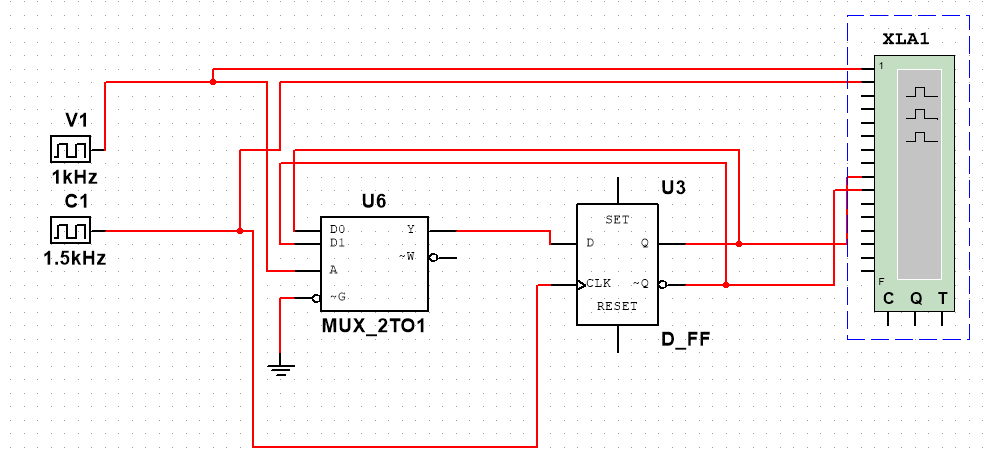 XLA1
1
V1
1kHz
C1
1.5kHz
U6
D0
D1
A
~G
Y
~W
MUX_2TO1
U3
SET
D
Q
CLK
~Q
RESET
D_FF
F
C Q T